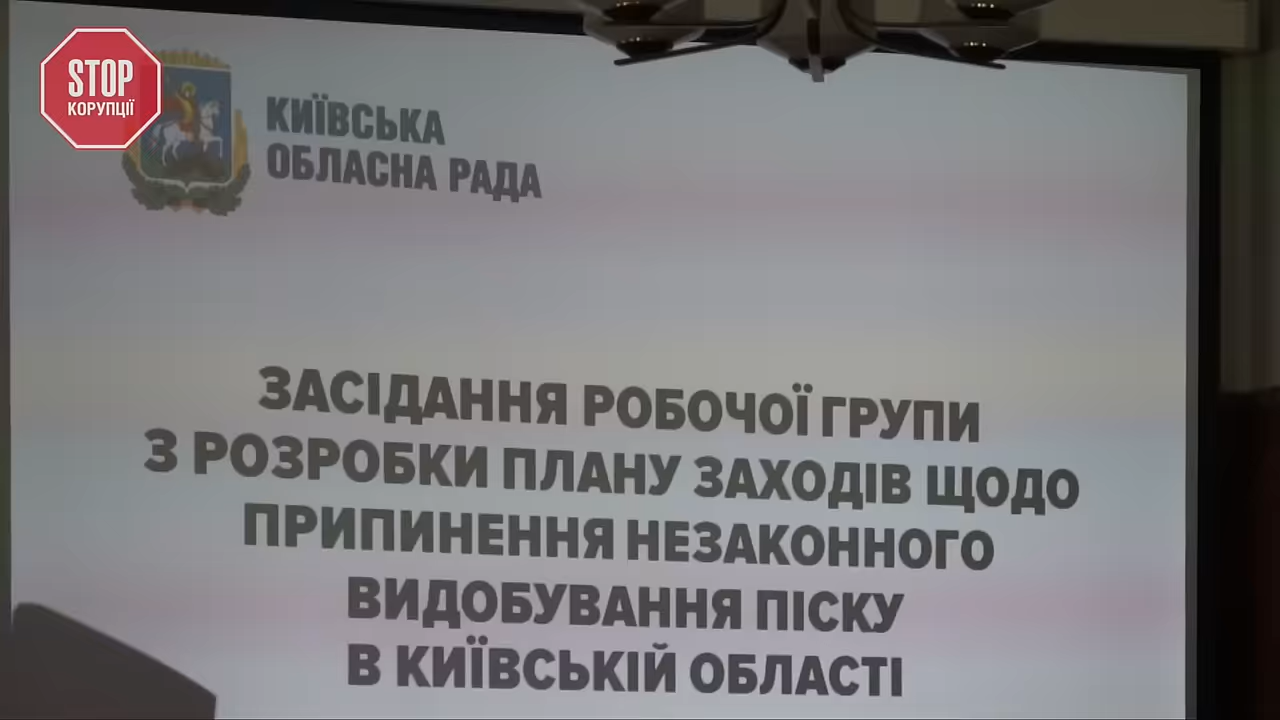 STOP
КОРУПЦІЇ
КИЇВСЬКА
ОБЛАСНА РАДА
ЗАСІДАННЯ РОБОЧОЇ ГРУПИ
З РОЗРОБКИ ПЛАНУ ЗАХОДІВ ЩОДО
ПРИПИНЕННЯ НЕЗАКОННОГО
ВИДОБУВАННЯ ПІСКУ
В КИЇВСЬКІЙ ОБЛАСТІ